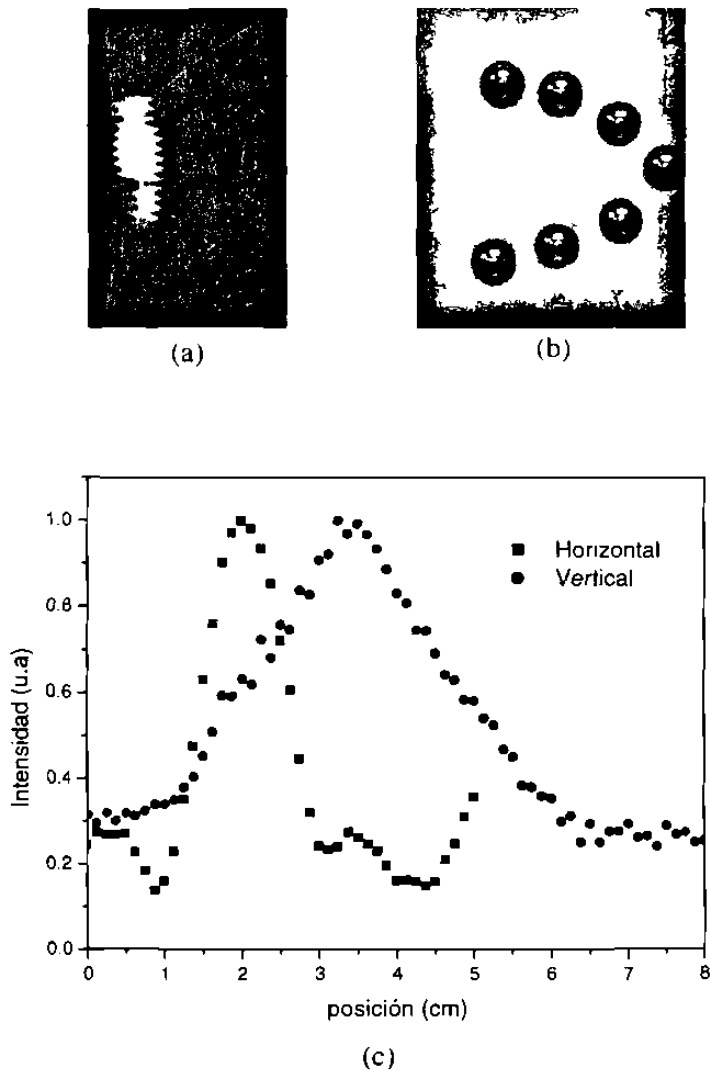 (a)
(b)
Intensidad (u.a)
1.0
0.8
0.6
0.4
0.2
0.0
Horizontal
Vertical
0 1 2 3 4 5 6 7 8
posición (cm)
(c)